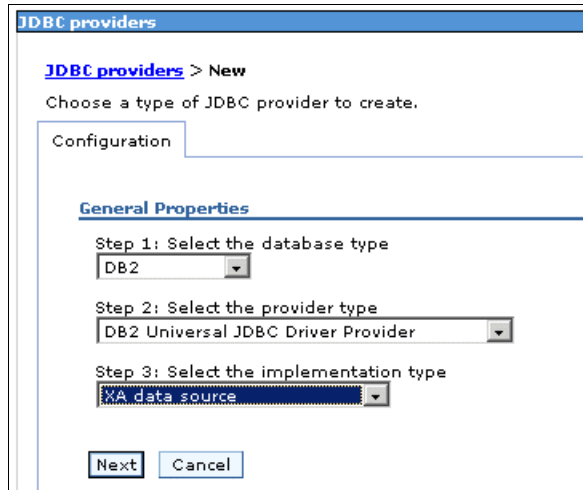 JDBC providers
JDBC providers > New
Choose a type of JDBC provider to create.
Configuration
General Properties
Step 1: Select the database type
DB2
Step 2: Select the provider type
DB2 Universal JDBC Driver Provider
Step 3: Select the implementation type
XA data source
Next Cancel